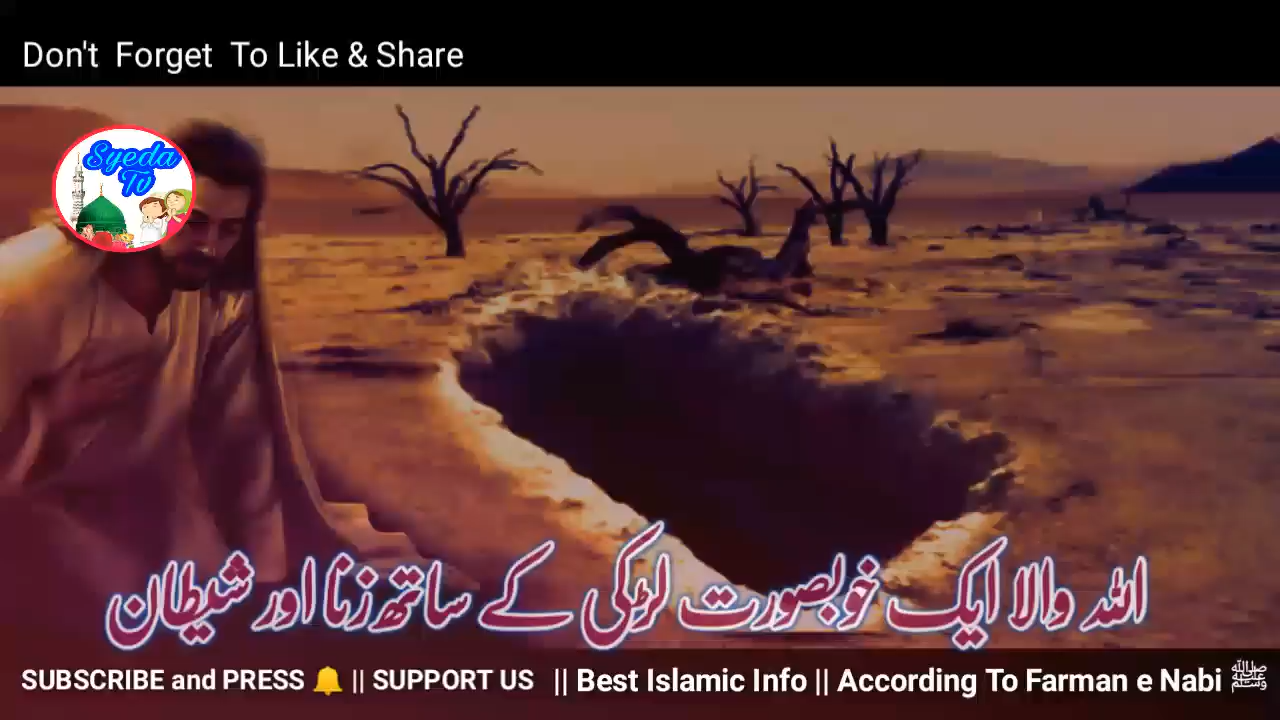 Don't Forget To Like & Share
Syeda
Tv
اللہ والا ایک خوبصورت لڑکی کے ساتھ زنا اور شیطان
SUBSCRIBE and PRESS 🔔 || SUPPORT US || Best Islamic Info || According To Farman e Nabi ﷺ